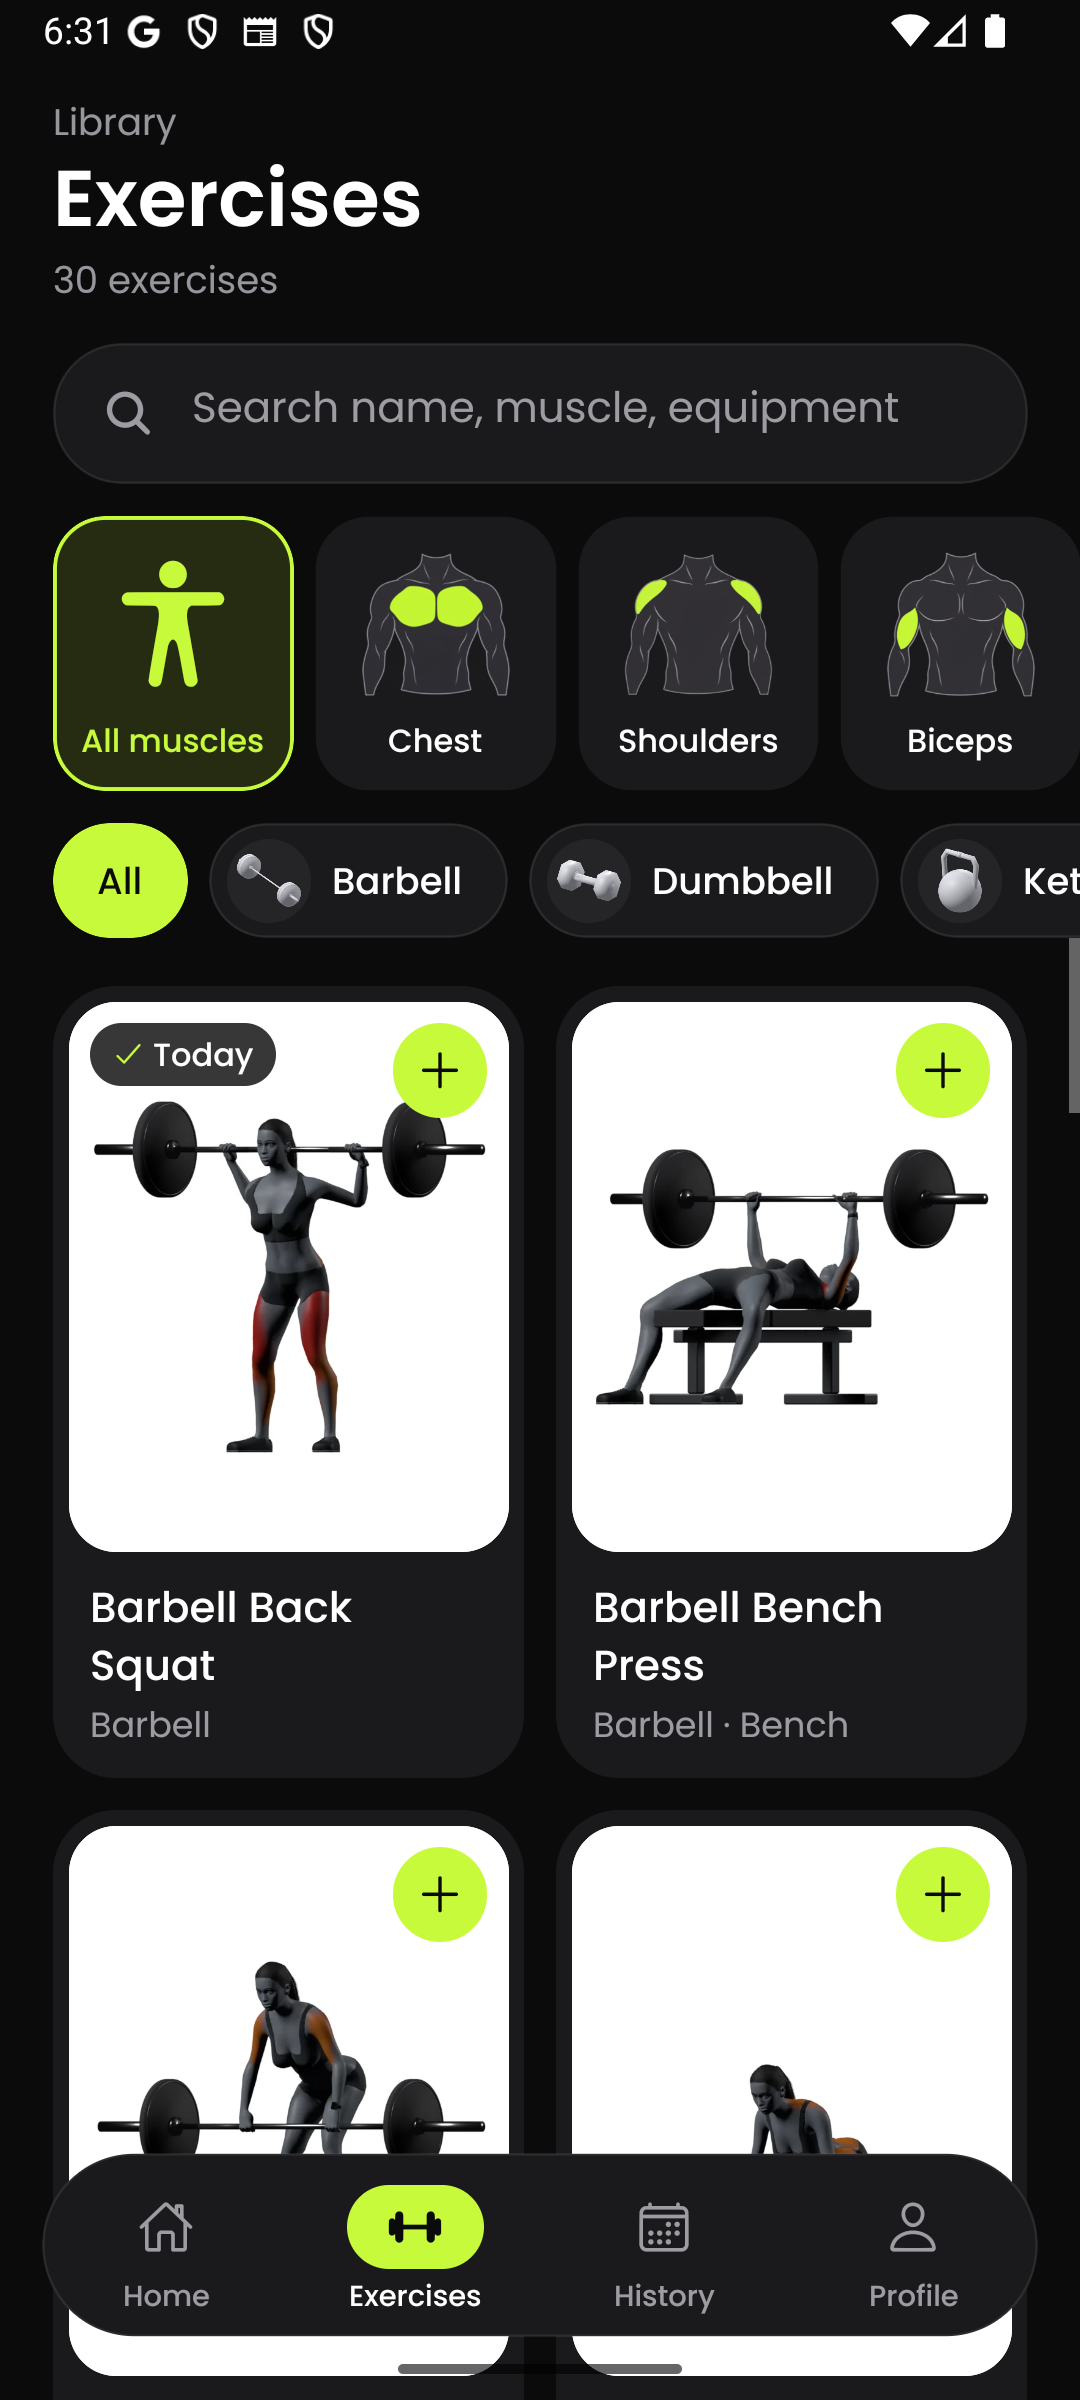 6:31
Library
Exercises
30 exercises
Search name, muscle, equipment
All muscles
Chest
Shoulders
Biceps
All
Barbell
Dumbbell
Ket
Today
Barbell Back
Squat
Barbell
Barbell Bench
Press
Barbell · Bench
Home
Exercises
History
Profile